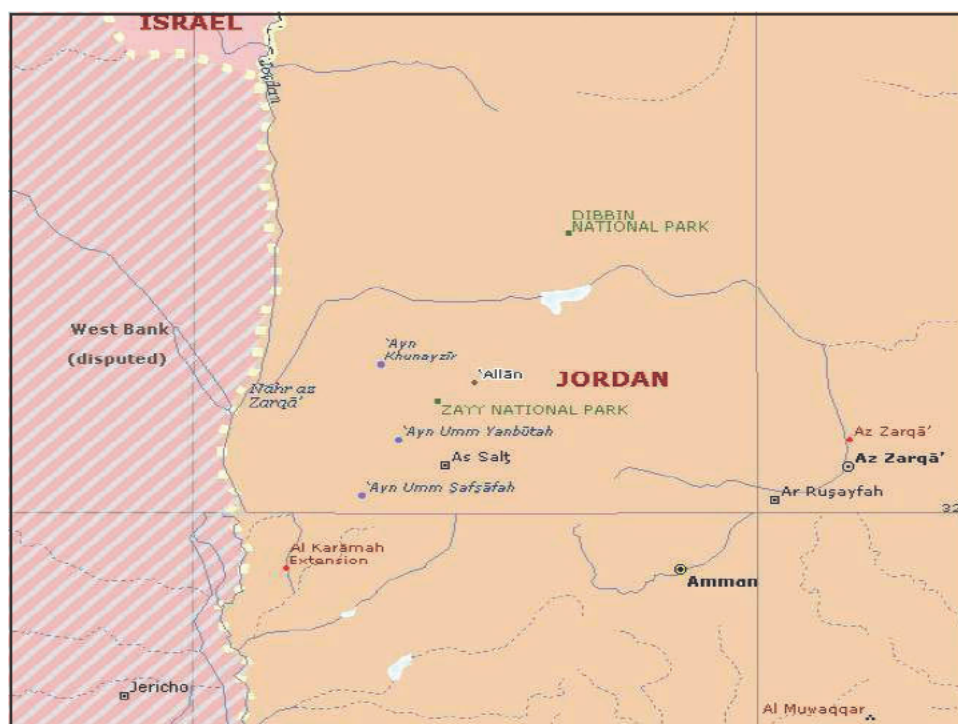 ISRAEL
Jordan
DIBBIN
NATIONAL PARK
West Bank
(disputed)
‘Ayn
Khunayzīr
‘Allān
JORDAN
Nahr az
Zarqā’
ZAYY NATIONAL PARK
‘Ayn Umm Yanbūtah
Az Zarqā’
As Salţ
Az Zarqā’
‘Ayn Umm Şafşāfah
Ar Ruşayfah
32
Al Karāmah
Extension
Amman
Jericho
Al Muwaqqar